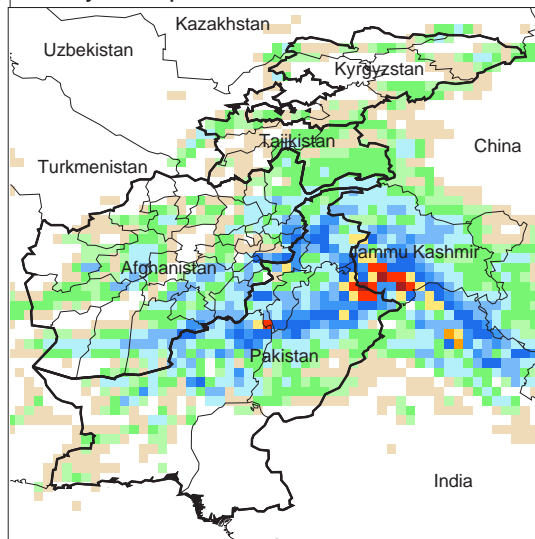 Kazakhstan
Uzbekistan
Kyrgyzstan
Tajikistan
China
Turkmenistan
Jammu Kashmir
Afghanistan
Pakistan
India